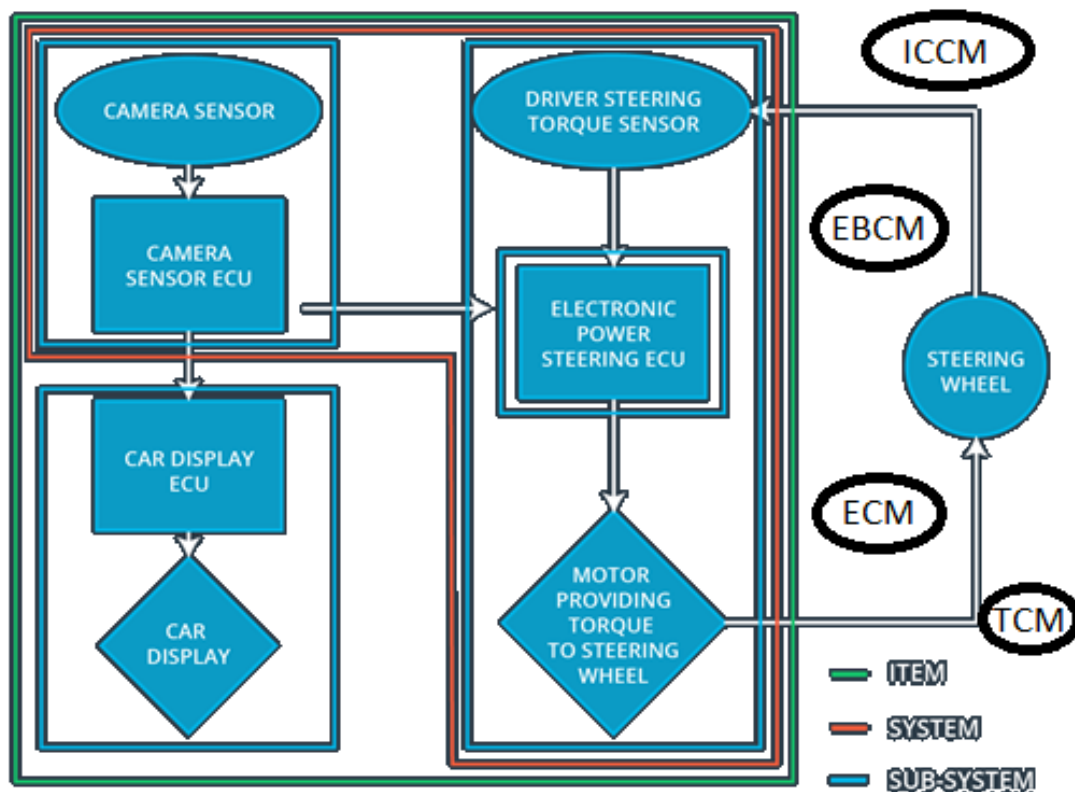 CAMERA SENSOR
CAMERA
SENSOR ECU
CAR DISPLAY
ECU
CAR
DISPLAY
DRIVER STEERING
TORQUE SENSOR
ELECTRONIC
POWER
STEERING ECU
MOTOR
PROVIDING
TORQUE
TO STEERING
WHEEL
ICCM
EBCM
STEERING
WHEEL
ECM
TCM
ITEM
SYSTEM
SUB-SYSTEM